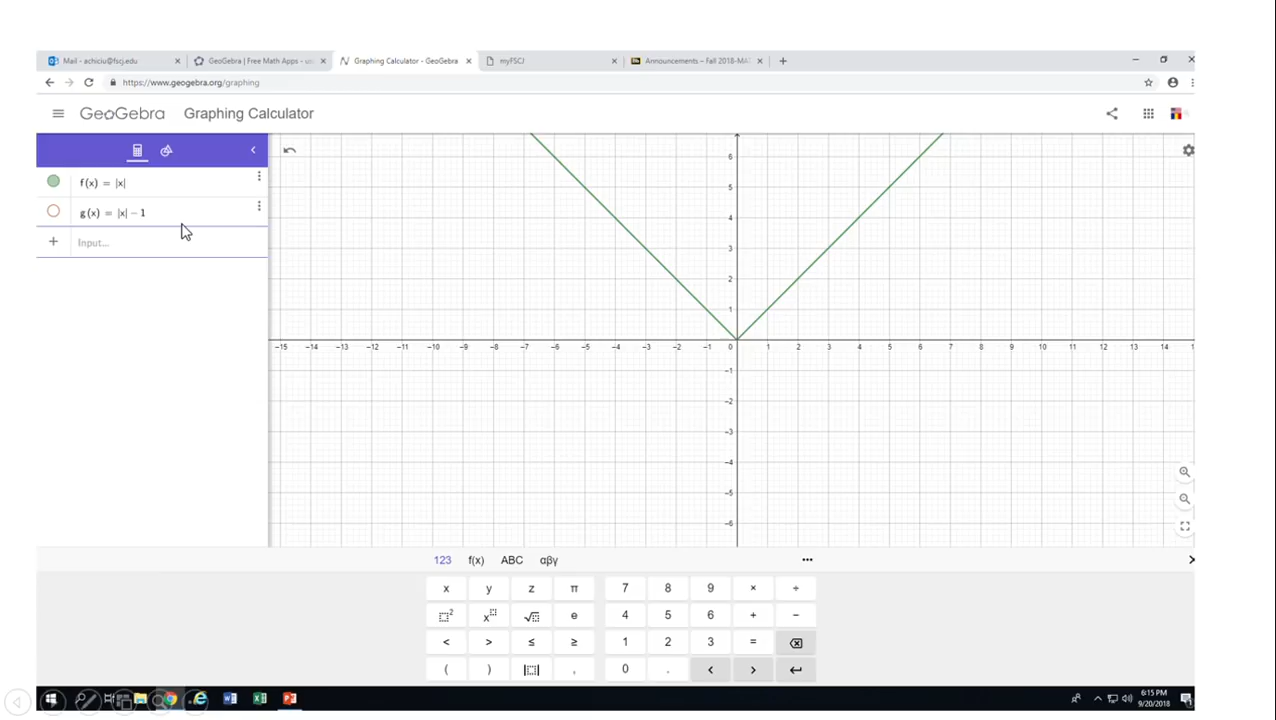 Mail - achiciu@fscj.edu
GeoGebra | Free Math Apps - us
Graphing Calculator - GeoGebra
myFSCJ
Announcements – Fall 2018-MA
https://www.geogebra.org/graphing
GeoGebra Graphing Calculator
f(x) = |x|
g(x) = |x| − 1
+ Input...
6
5
4
3
2
1
−15 −14 −13 −12 −11 −10 −9 −8 −7 −6 −5 −4 −3 −2 −1 0 1 2 3 4 5 6 7 8 9 10 11 12 13 14 1
−1
−2
−3
−4
−5
−6
123 f(x) ABC αβγ ...
x y z π 7 8 9 × ÷
□² x□ √□ e 4 5 6 + −
< > ≤ ≥ 1 2 3 =
( ) |□| , 0 . < >
6:15 PM
9/20/2018